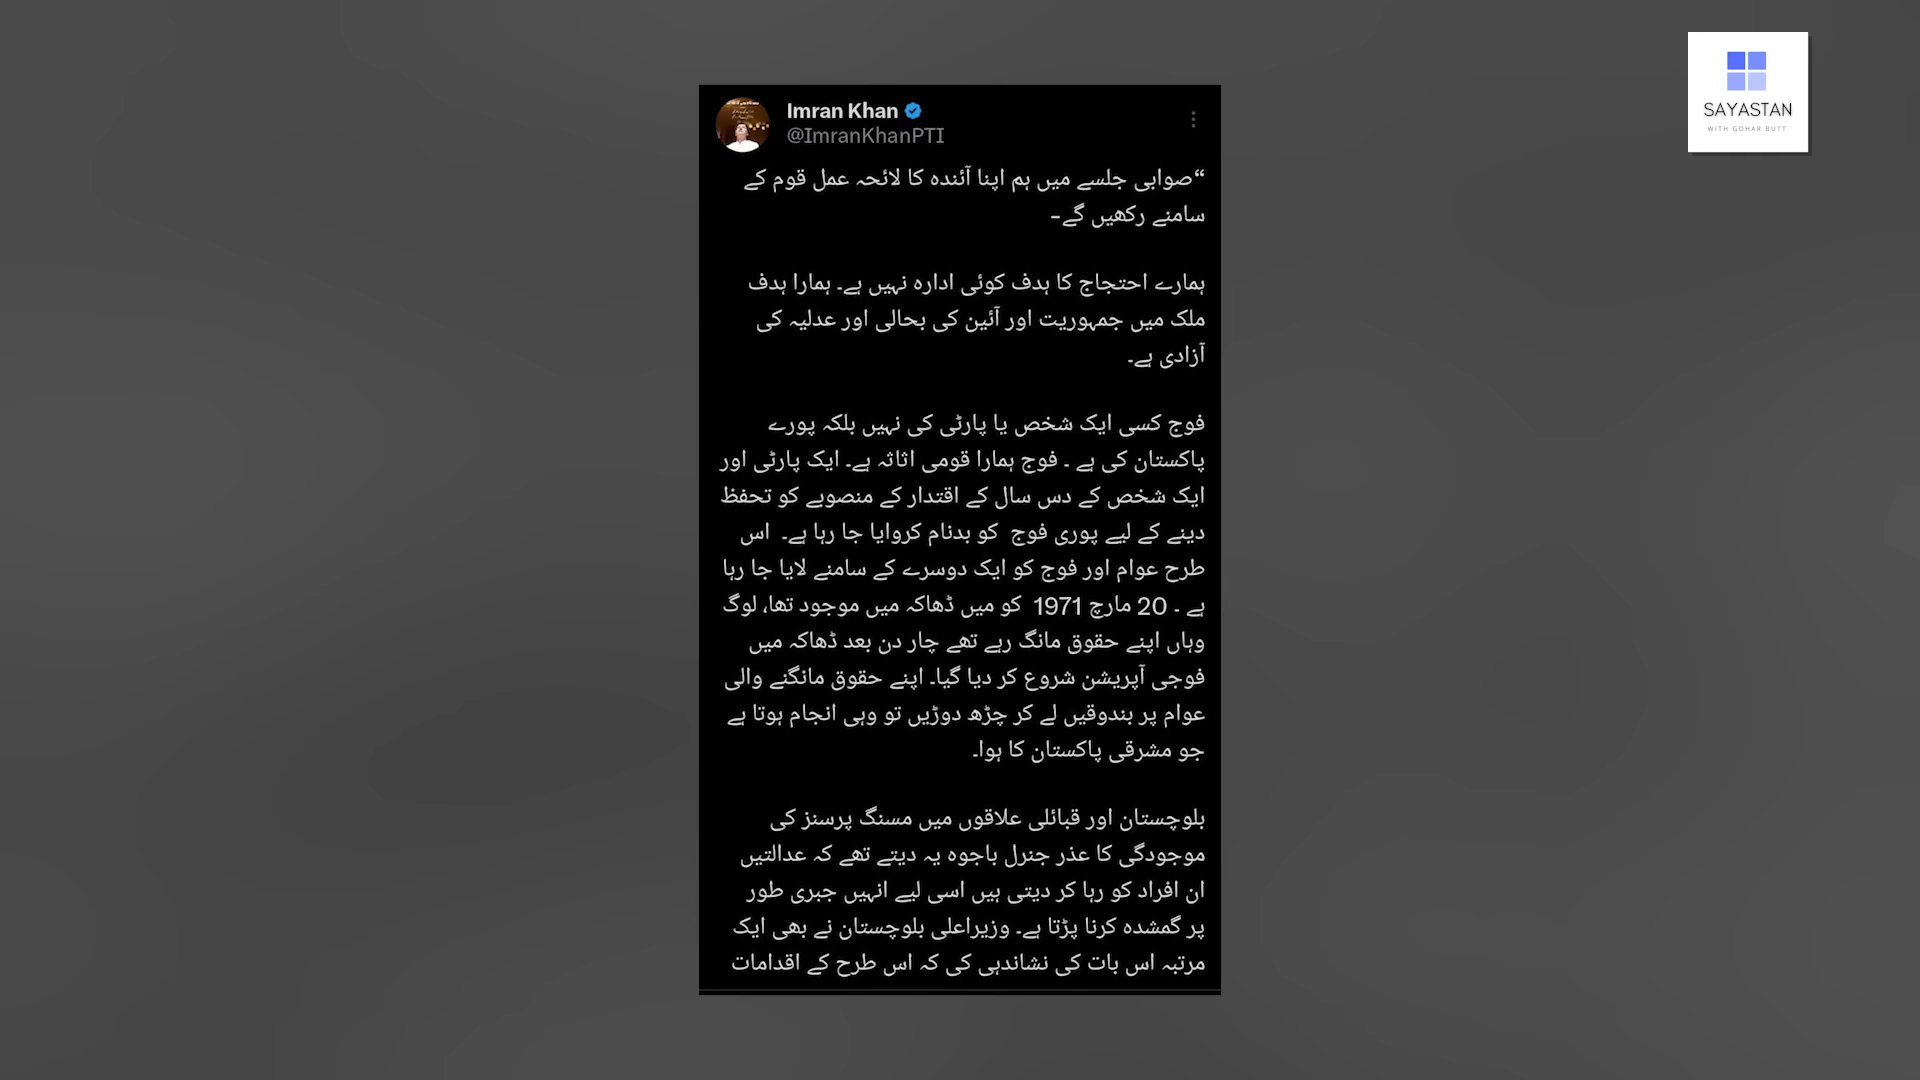 Imran Khan
@ImranKhanPTI
“صوابی جلسے میں ہم اپنا آئندہ کا لائحہ عمل قوم کے
سامنے رکھیں گے-
ہمارے احتجاج کا ہدف کوئی ادارہ نہیں ہے۔ ہمارا ہدف
ملک میں جمہوریت اور آئین کی بحالی اور عدلیہ کی
آزادی ہے۔
فوج کسی ایک شخص یا پارٹی کی نہیں بلکہ پورے
پاکستان کی ہے ۔ فوج ہمارا قومی اثاثہ ہے۔ ایک پارٹی اور
ایک شخص کے دس سال کے اقتدار کے منصوبے کو تحفظ
دینے کے لیے پوری فوج کو بدنام کروایا جا رہا ہے۔ اس
طرح عوام اور فوج کو ایک دوسرے کے سامنے لایا جا رہا
ہے ۔ 20 مارچ 1971 کو میں ڈھاکہ میں موجود تھا، لوگ
وہاں اپنے حقوق مانگ رہے تھے چار دن بعد ڈھاکہ میں
فوجی آپریشن شروع کر دیا گیا۔ اپنے حقوق مانگنے والی
عوام پر بندوقیں لے کر چڑھ دوڑیں تو وہی انجام ہوتا ہے
جو مشرقی پاکستان کا ہوا۔
بلوچستان اور قبائلی علاقوں میں مسنگ پرسنز کی
موجودگی کا عذر جنرل باجوہ یہ دیتے تھے کہ عدالتیں
ان افراد کو رہا کر دیتی ہیں اسی لیے انہیں جبری طور
پر گمشدہ کرنا پڑتا ہے۔ وزیراعلی بلوچستان نے بھی ایک
مرتبہ اس بات کی نشاندہی کی کہ اس طرح کے اقدامات
SAYASTAN
WITH GOHAR BUTT